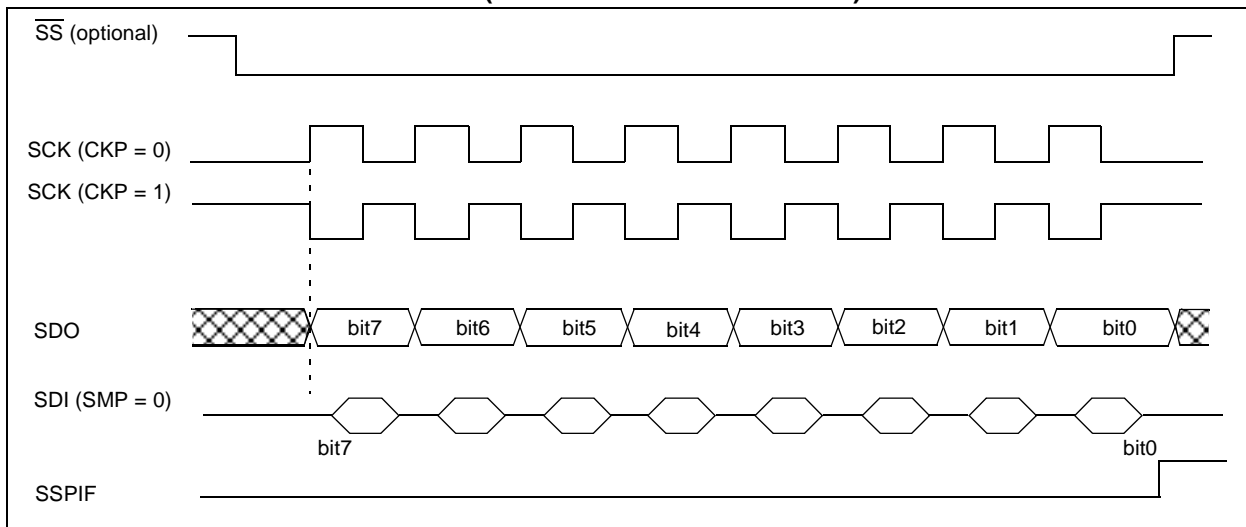 SS (optional)
SCK (CKP = 0)
SCK (CKP = 1)
SDO bit7 bit6 bit5 bit4 bit3 bit2 bit1 bit0
SDI (SMP = 0)
bit7 bit0
SSPIF